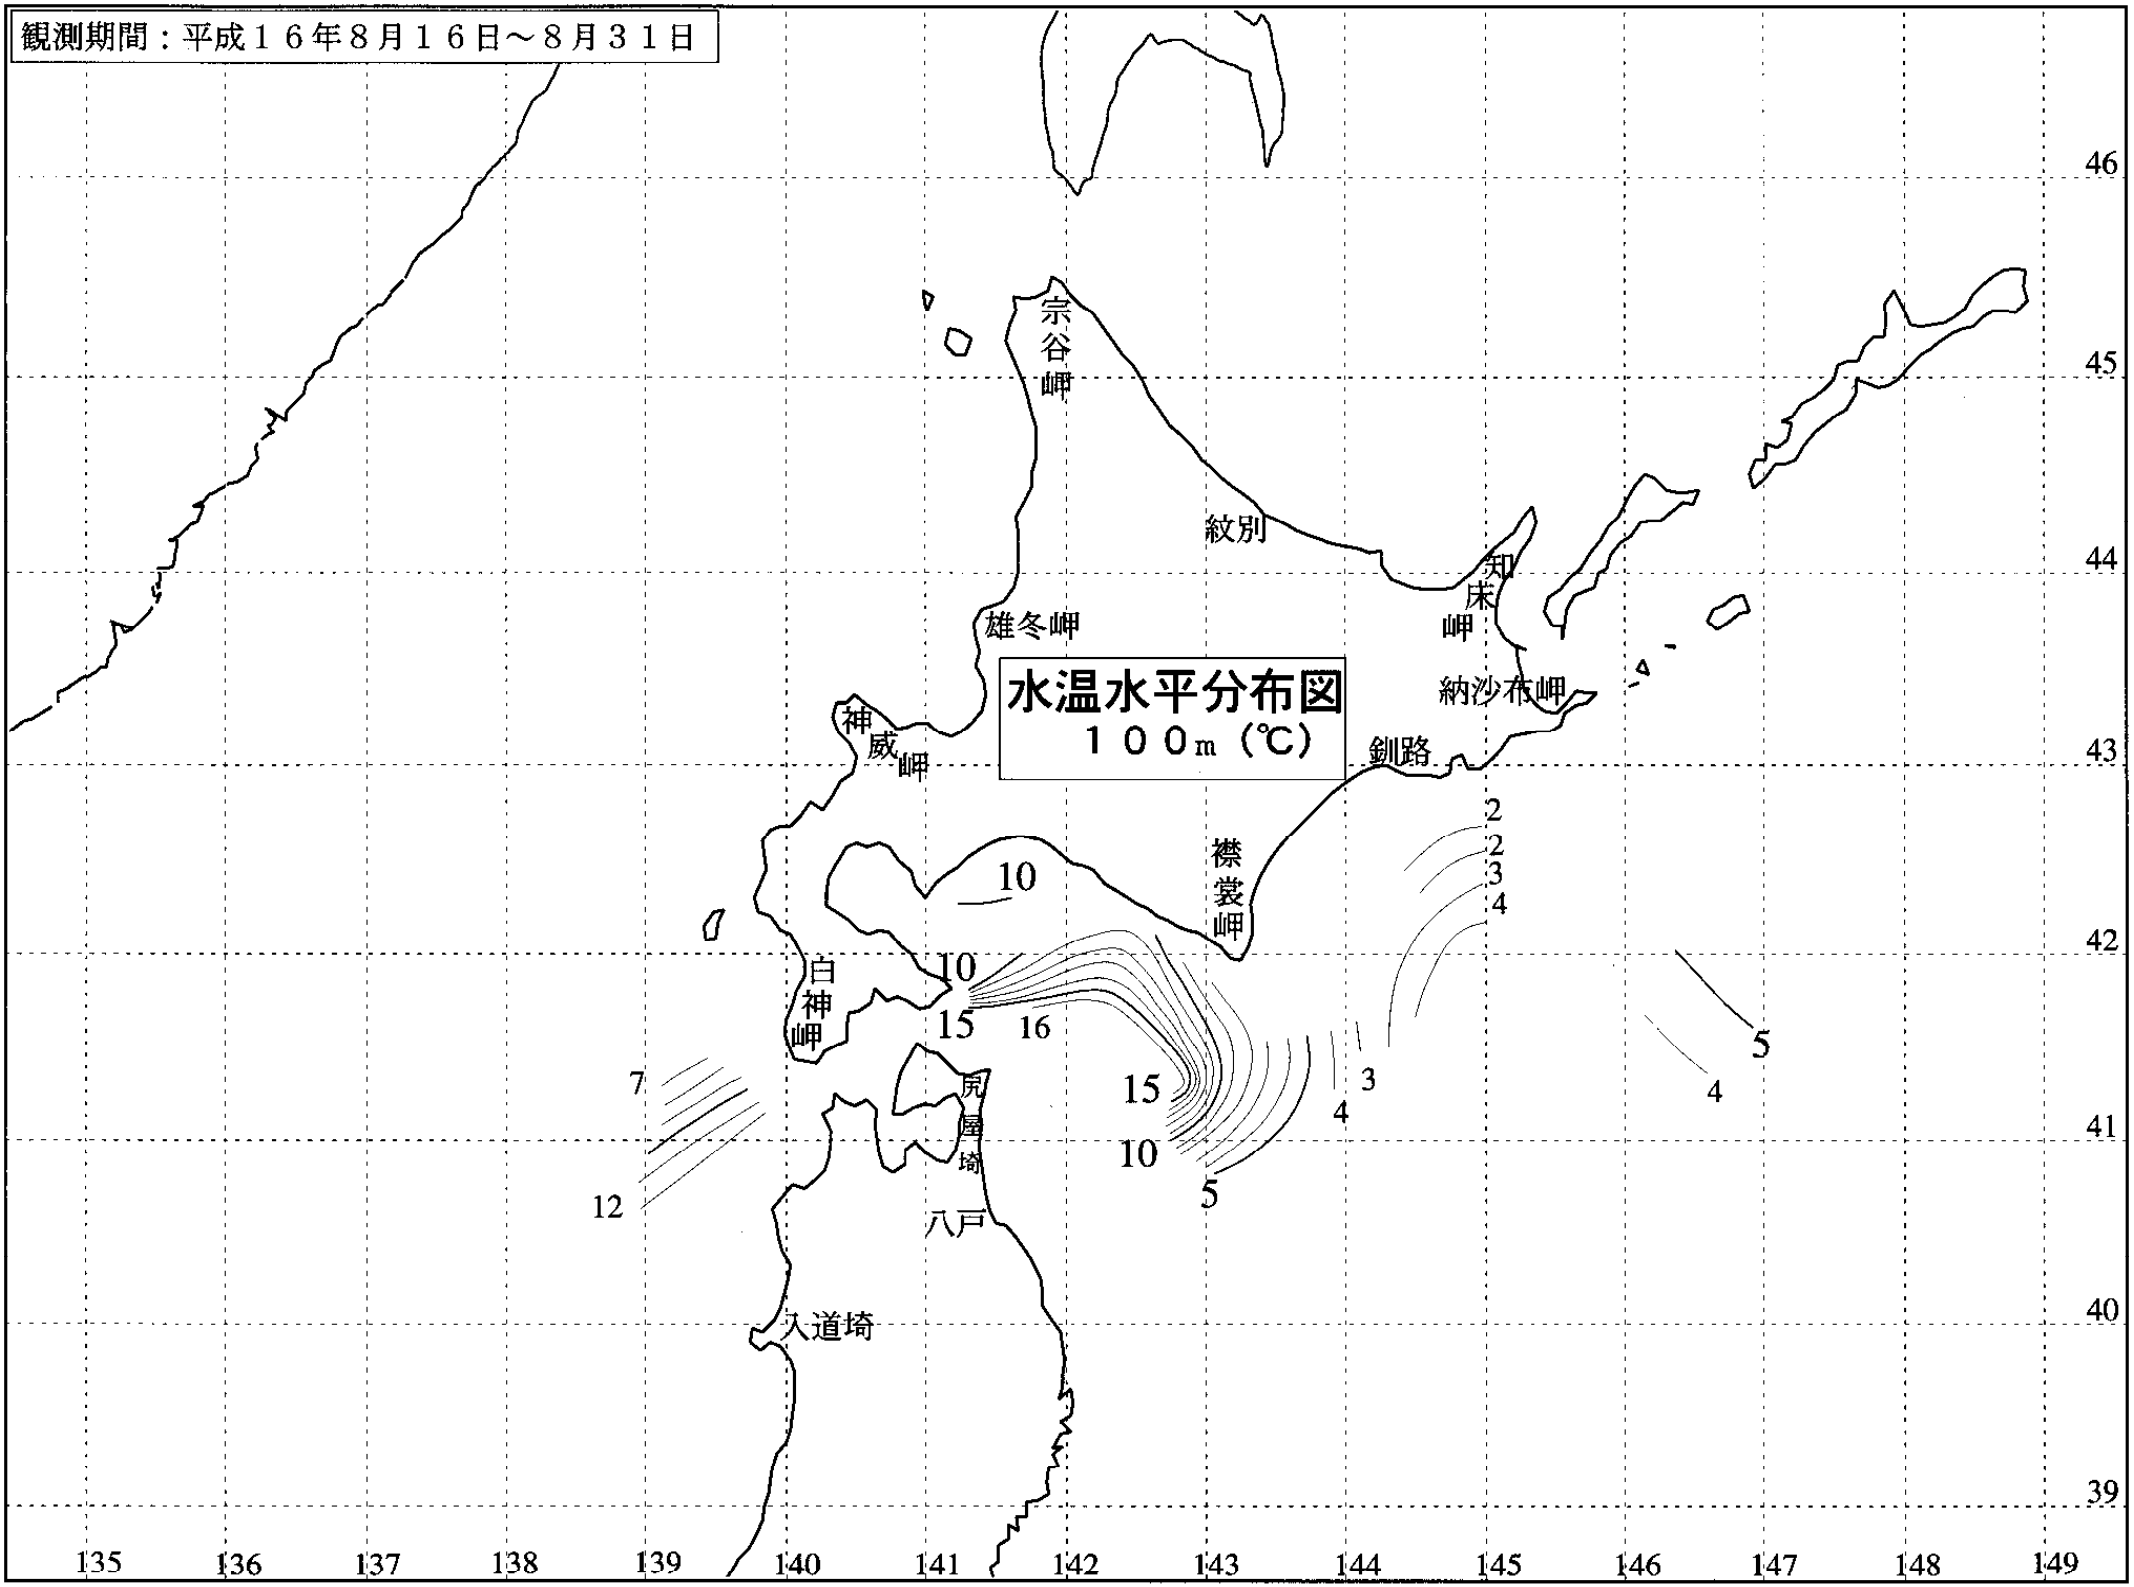 観測期間：平成１６年８月１６日～８月３１日
46
宗谷岬
45
紋別
44
知床岬
雄冬岬
水温水平分布図
１００ｍ（℃）
納沙布岬
神威岬
釧路
43
2
2
3
4
襟裳岬
10
42
白神岬
10
15
16
5
7
15
3
4
4
尻屋埼
41
10
12
5
八戸
40
入道埼
39
135 136 137 138 139 140 141 142 143 144 145 146 147 148 149